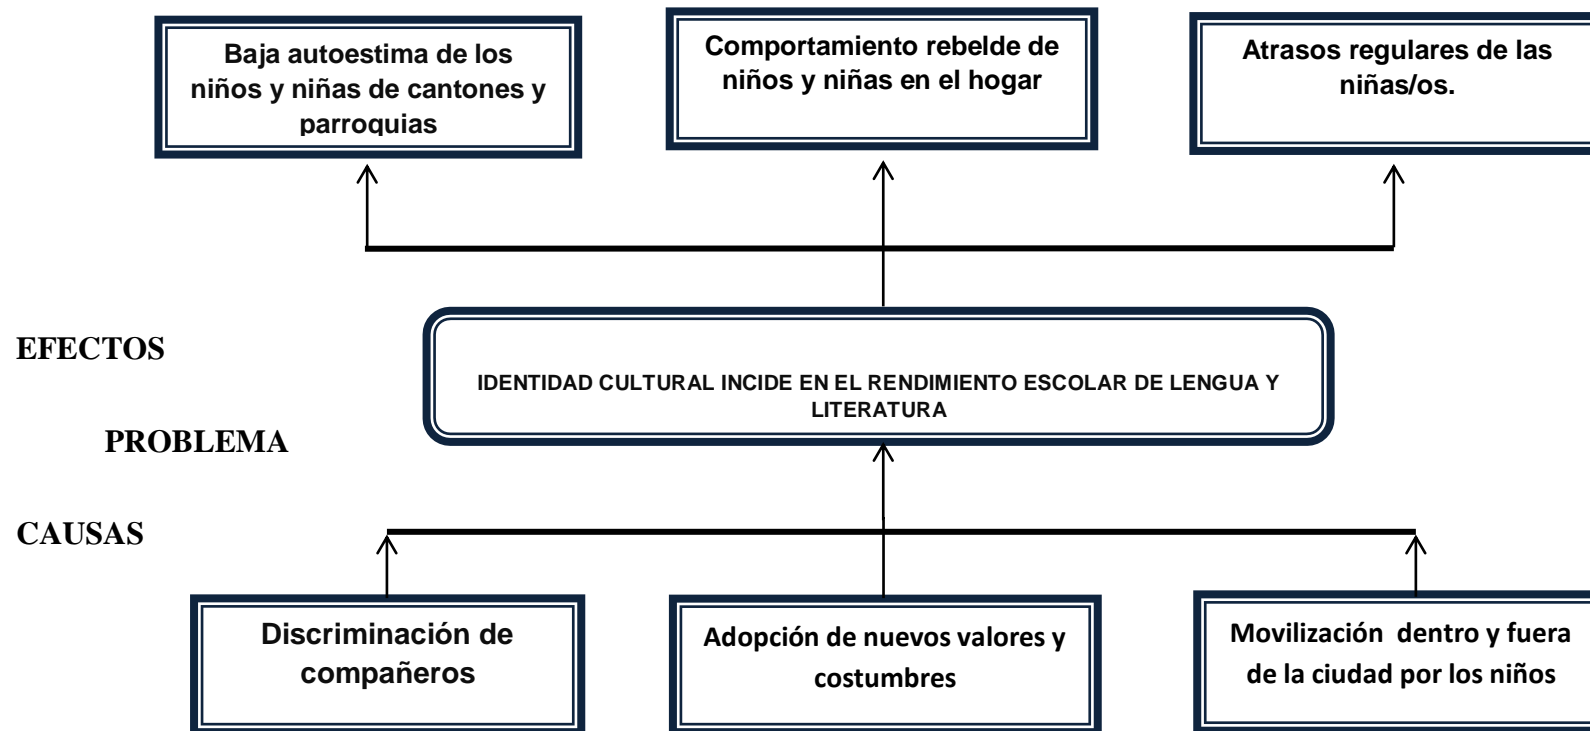 Baja autoestima de los
niños y niñas de cantones y
parroquias
Comportamiento rebelde de
niños y niñas en el hogar
Atrasos regulares de las
niñas/os.
EFECTOS
IDENTIDAD CULTURAL INCIDE EN EL RENDIMIENTO ESCOLAR DE LENGUA Y
LITERATURA
PROBLEMA
CAUSAS
Discriminación de
compañeros
Adopción de nuevos valores y
costumbres
Movilización dentro y fuera
de la ciudad por los niños